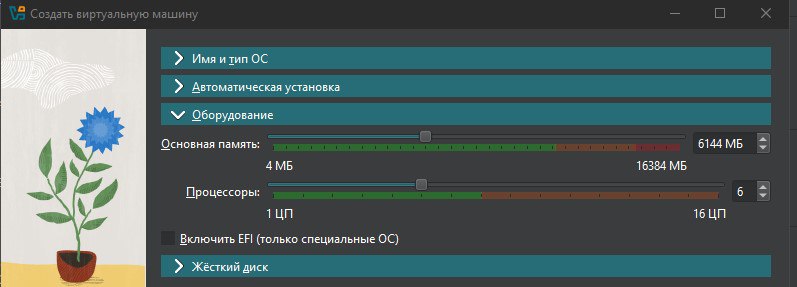 Создать виртуальную машину
Имя и тип ОС
Автоматическая установка
Оборудование
Основная память: 6144 МБ
4 МБ 16384 МБ
Процессоры: 6
1 ЦП 16 ЦП
Включить EFI (только специальные ОС)
Жёсткий диск